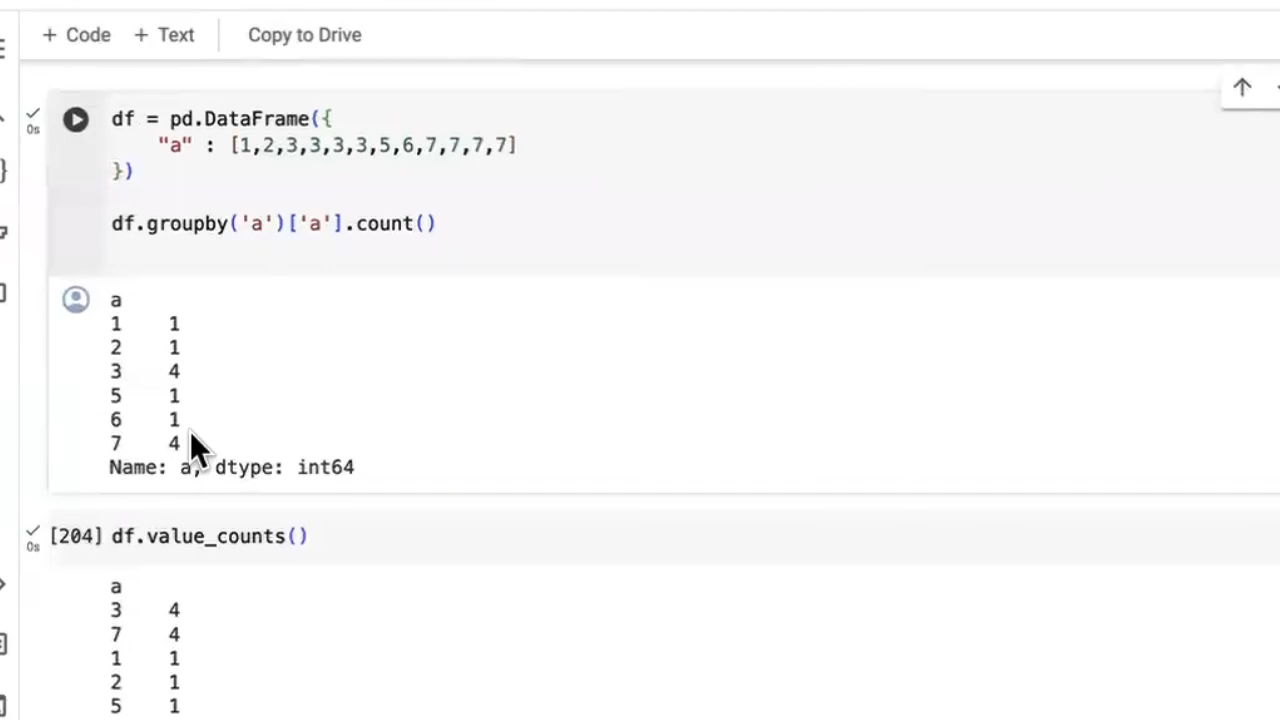 + Code + Text Copy to Drive
df = pd.DataFrame({
"a" : [1,2,3,3,3,3,5,6,7,7,7,7]
})
0s
df.groupby('a')['a'].count()
a
1 1
2 1
3 4
5 1
6 1
7 4
Name: a, dtype: int64
[204] df.value_counts()
0s
a
3 4
7 4
1 1
2 1
5 1